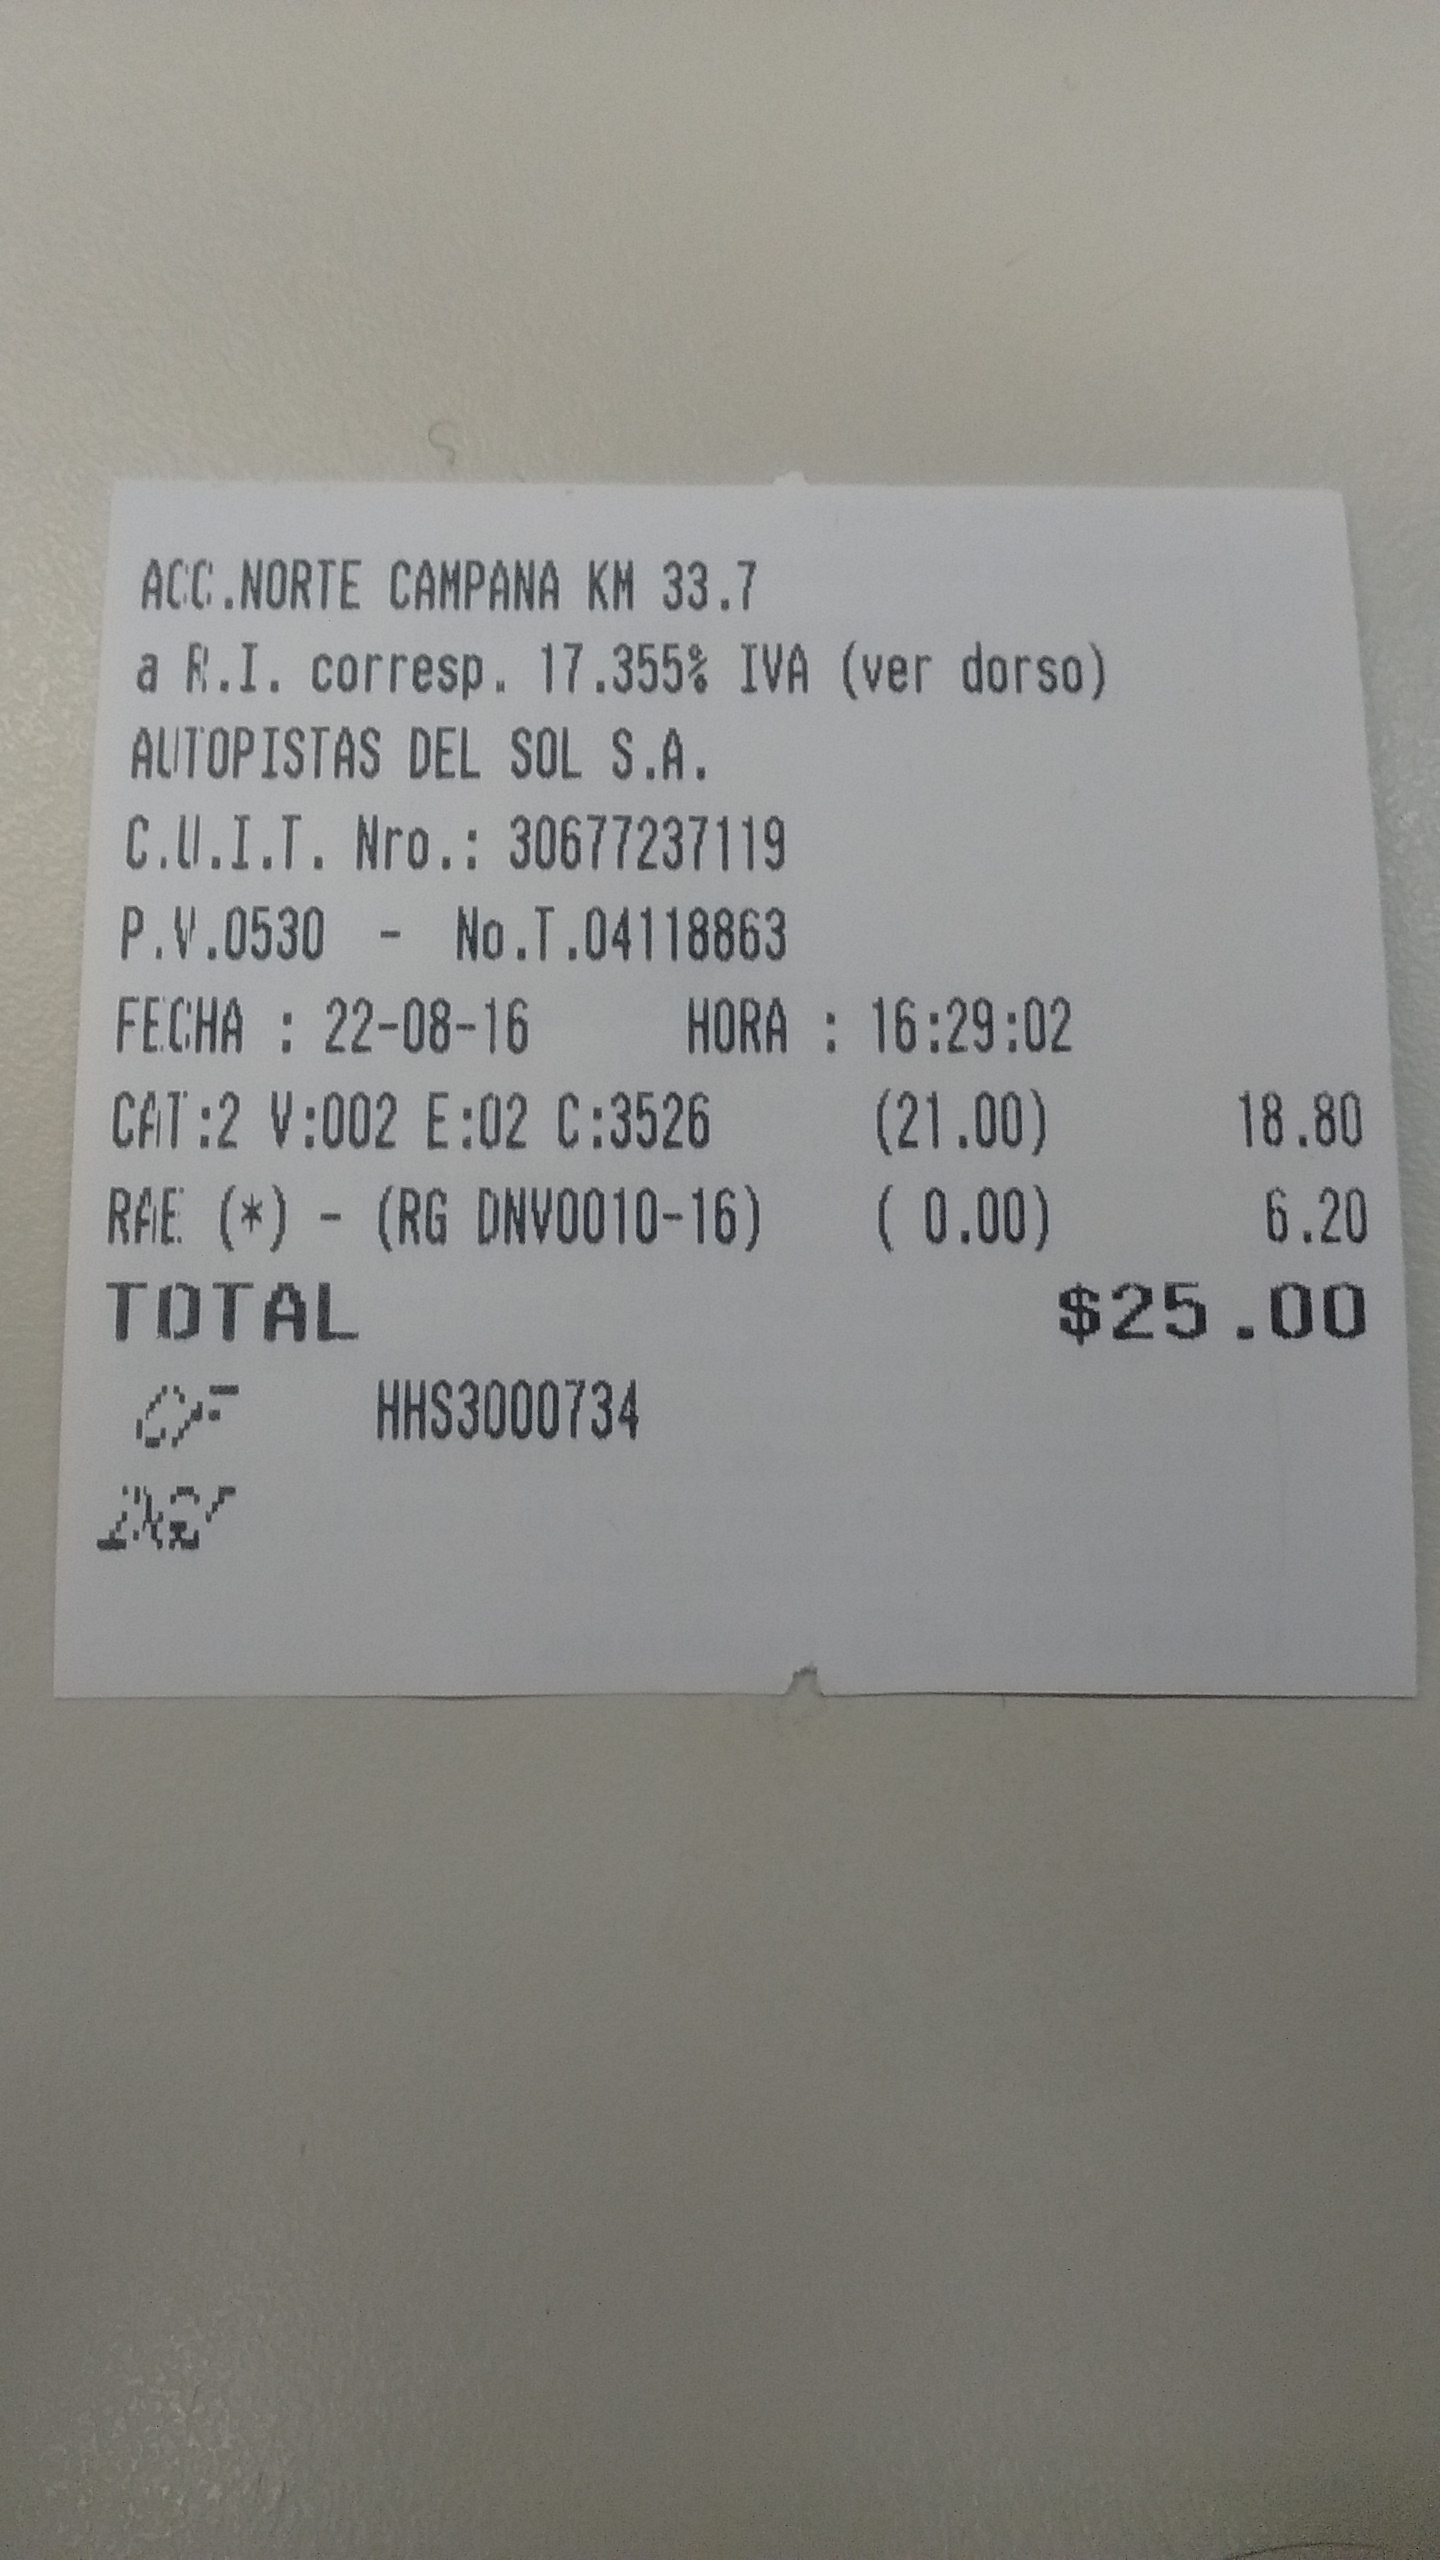 ACC.NORTE CAMPANA KM 33.7
a R.I. corresp. 17.355% IVA (ver dorso)
AUTOPISTAS DEL SOL S.A.
C.U.I.T. Nro.: 30677237119
P.V.0530 - No.T.04118863
FECHA : 22-08-16 HORA : 16:29:02
CAT:2 V:002 E:02 C:3526 (21.00) 18.80
RAE (*) - (RG DNV0010-16) ( 0.00) 6.20
TOTAL $25.00
CF HHS3000734